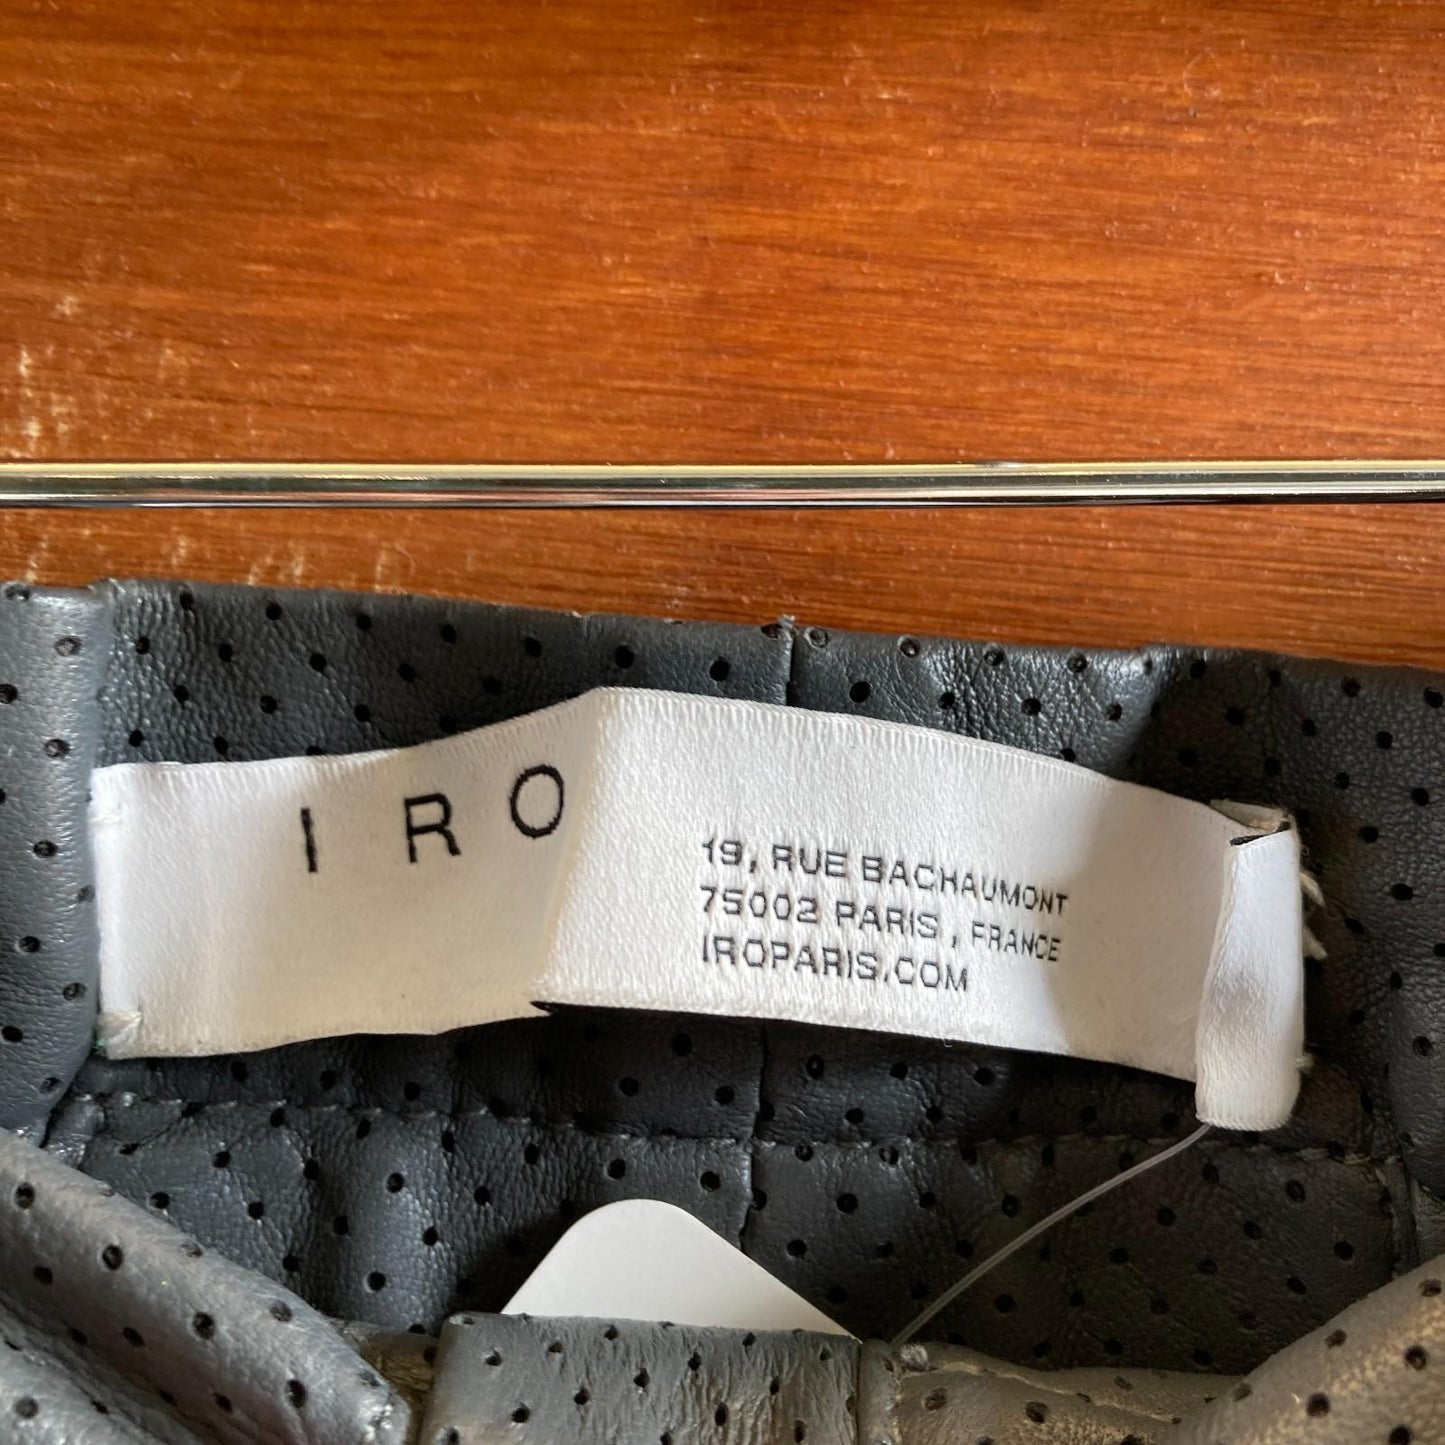 IRO
19, RUE BACHAUMONT
75002 PARIS, FRANCE
IROPARIS.COM